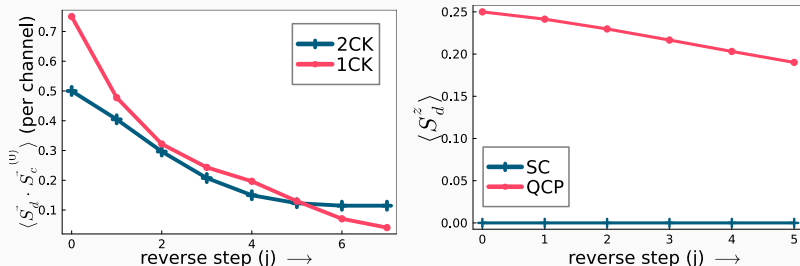 ⟨S⃗_d · S⃗_c^(0)⟩ (per channel)
0.7
0.6
0.5
0.4
0.3
0.2
0.1
0
2
4
6
reverse step (j) ⟶
2CK
1CK
⟨S_d^z⟩
0.25
0.20
0.15
0.10
0.05
0.00
0
1
2
3
4
5
reverse step (j) ⟶
SC
QCP